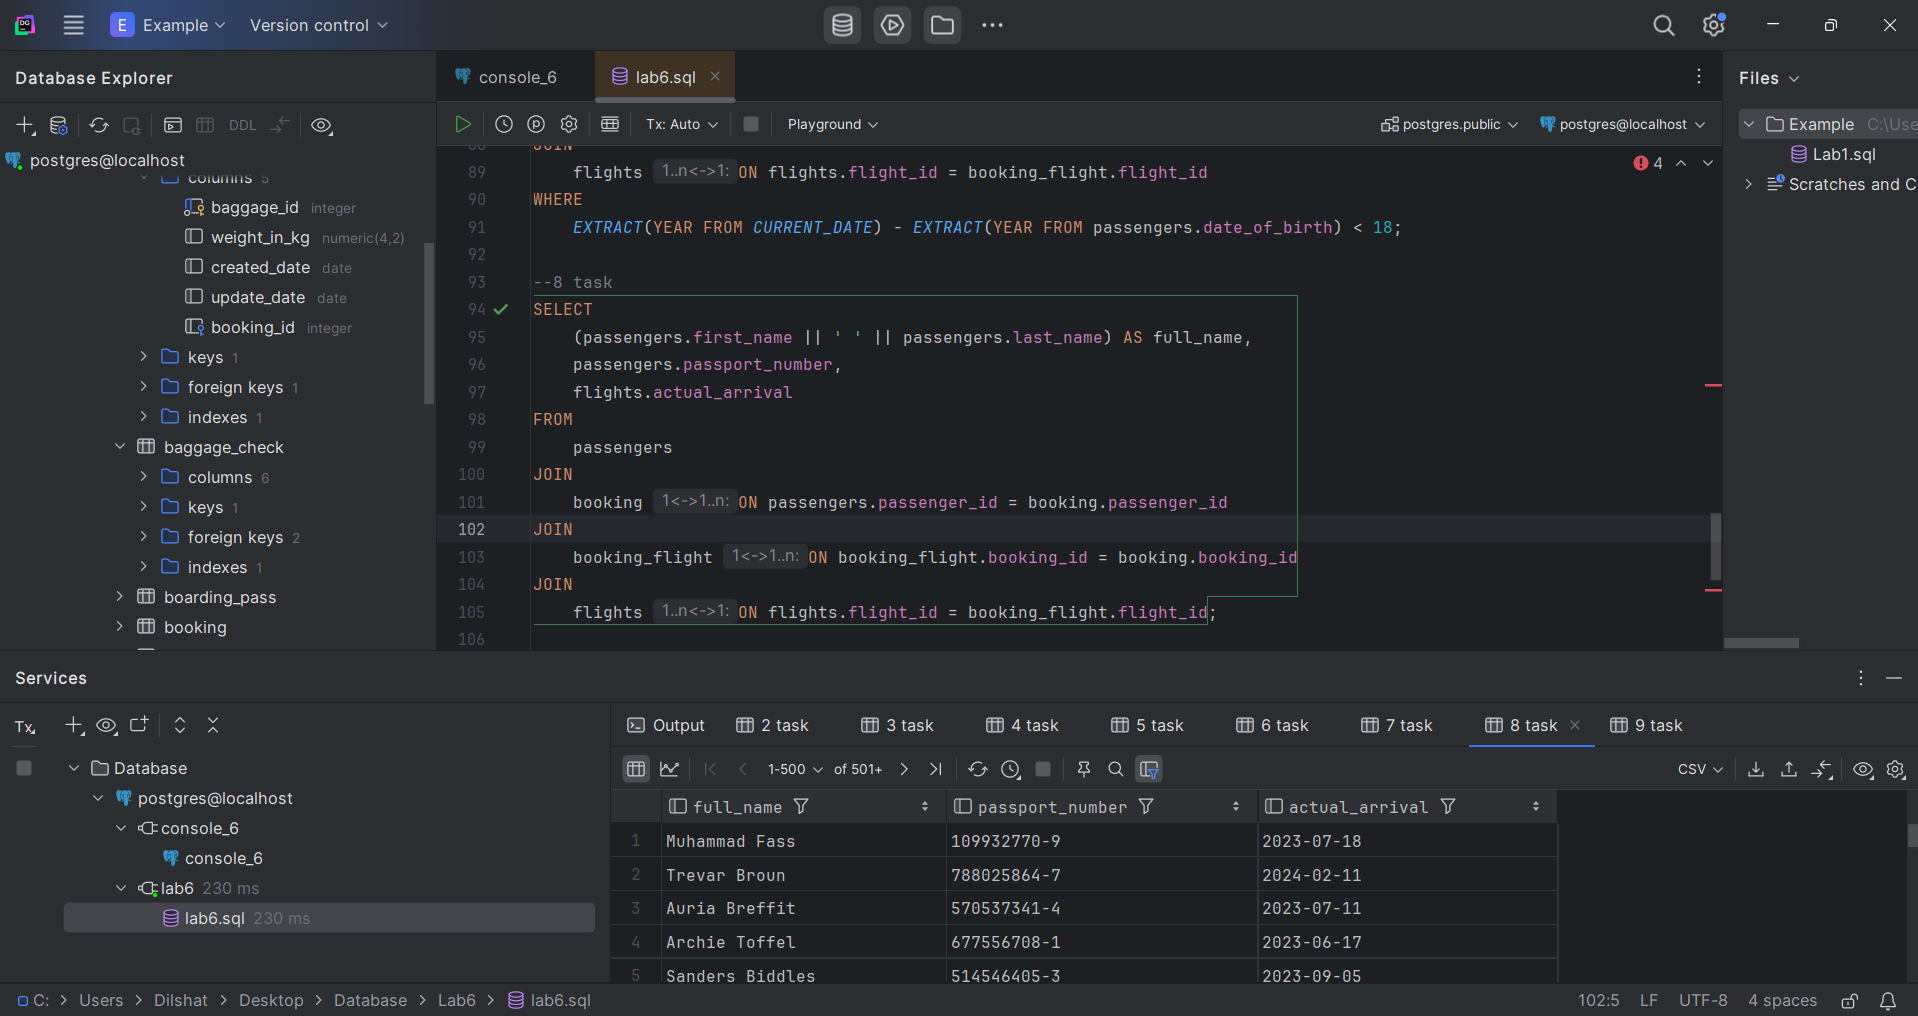 E Example Version control
Database Explorer
DDL
postgres@localhost
columns 5
baggage_id integer
weight_in_kg numeric(4,2)
created_date date
update_date date
booking_id integer
keys 1
foreign keys 1
indexes 1
baggage_check
columns 6
keys 1
foreign keys 2
indexes 1
boarding_pass
booking
console_6 lab6.sql
Tx: Auto Playground postgres.public postgres@localhost
4
JOIN
89 flights 1..n<->1: ON flights.flight_id = booking_flight.flight_id
90 WHERE
91 EXTRACT(YEAR FROM CURRENT_DATE) - EXTRACT(YEAR FROM passengers.date_of_birth) < 18;
92
93 --8 task
94 SELECT
95 (passengers.first_name || ' ' || passengers.last_name) AS full_name,
96 passengers.passport_number,
97 flights.actual_arrival
98 FROM
99 passengers
100 JOIN
101 booking 1<->1..n: ON passengers.passenger_id = booking.passenger_id
102 JOIN
103 booking_flight 1<->1..n: ON booking_flight.booking_id = booking.booking_id
104 JOIN
105 flights 1..n<->1: ON flights.flight_id = booking_flight.flight_id;
106
Files
Example C:\Use
Lab1.sql
Scratches and C
Services
Tx
Database
postgres@localhost
console_6
console_6
lab6 230 ms
lab6.sql 230 ms
Output 2 task 3 task 4 task 5 task 6 task 7 task 8 task 9 task
1-500 of 501+ CSV
full_name passport_number actual_arrival
1 Muhammad Fass 109932770-9 2023-07-18
2 Trevar Broun 788025864-7 2024-02-11
3 Auria Breffit 570537341-4 2023-07-11
4 Archie Toffel 677556708-1 2023-06-17
5 Sanders Biddles 514546405-3 2023-09-05
C: > Users > Dilshat > Desktop > Database > Lab6 > lab6.sql
102:5 LF UTF-8 4 spaces